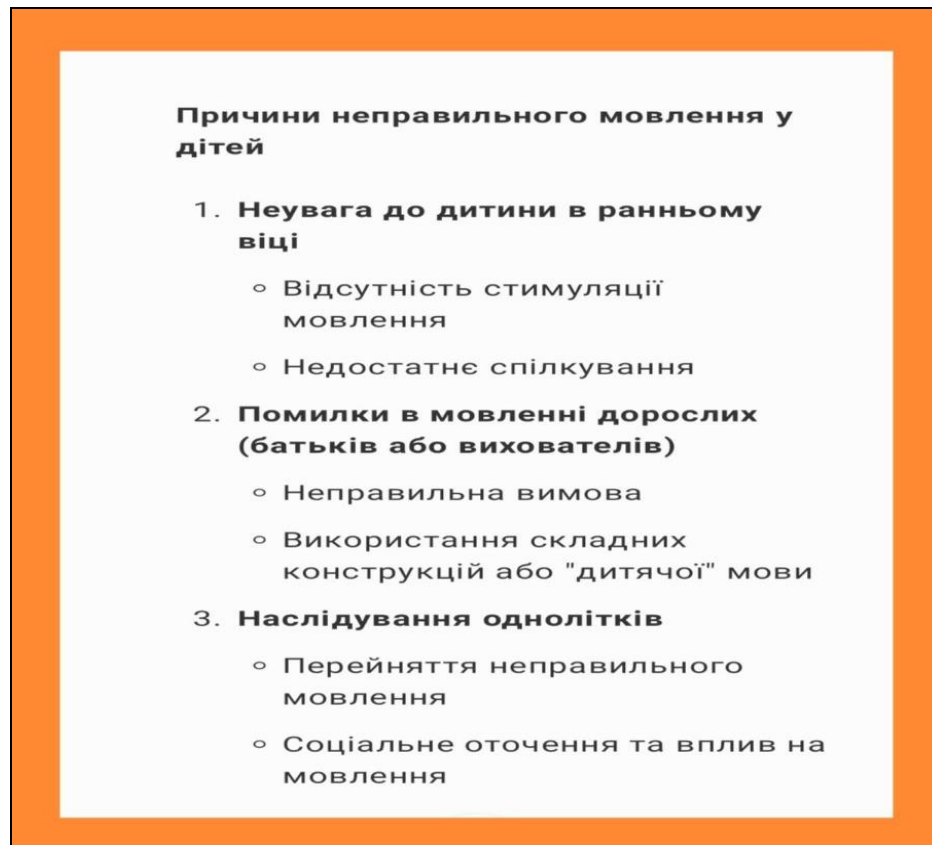 Причини неправильного мовлення у
дітей
1. Неувага до дитини в ранньому
віці
◦ Відсутність стимуляції
мовлення
◦ Недостатнє спілкування
2. Помилки в мовленні дорослих
(батьків або вихователів)
◦ Неправильна вимова
◦ Використання складних
конструкцій або "дитячої" мови
3. Наслідування однолітків
◦ Перейняття неправильного
мовлення
◦ Соціальне оточення та вплив на
мовлення